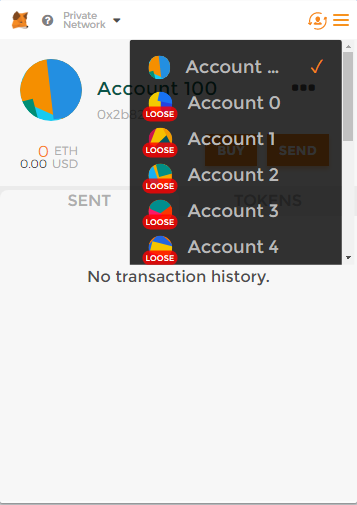 Private
Network
?
Account 100
0x2b
0 ETH
0.00 USD
BUY
SEND
SENT
TOKENS
Account ...
LOOSE
Account 0
LOOSE
Account 1
LOOSE
Account 2
LOOSE
Account 3
LOOSE
Account 4
No transaction history.